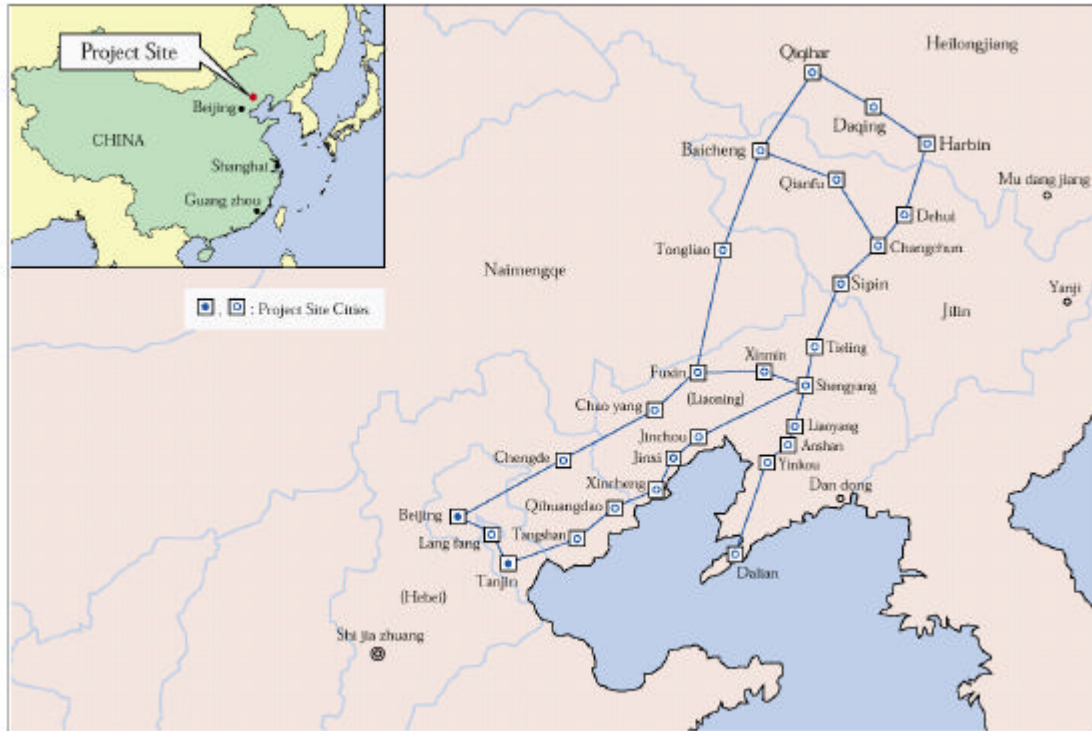 Project Site
Beijing
CHINA
Shanghai
Guang zhou
: Project Site Cities
Heilongjiang
Qiqihar
Daqing
Harbin
Baicheng
Qianfu
Mu dang jiang
Dehui
Changchun
Tongliao
Naimengqe
Sipin
Yanji
Jilin
Tieling
Xinmin
Fuxin
Shengyang
(Liaoning)
Chao yang
Liaoyang
Jinchou
Anshan
Chengde
Jinxi
Yinkou
Xincheng
Dan dong
Qihuangdao
Beijing
Lang fang
Tangshan
Dalian
Tanjin
(Hebei)
Shi jia zhuang